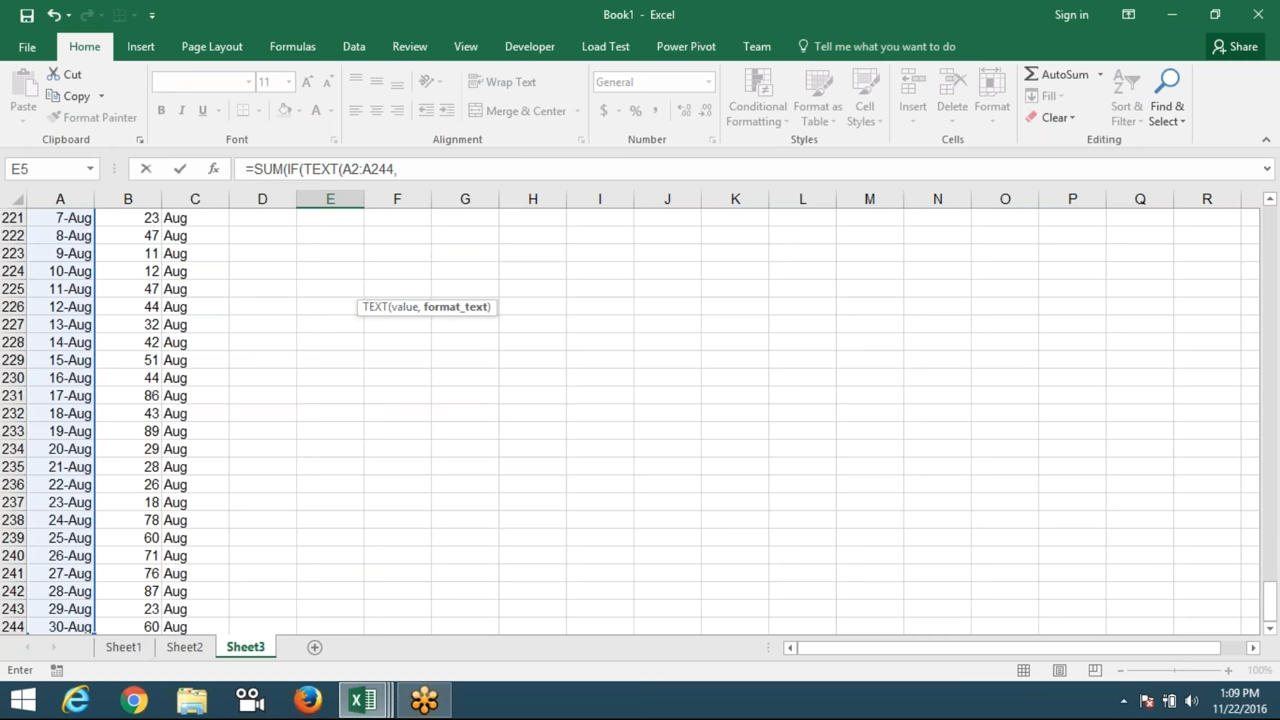 Book1 - Excel
Sign in
File Home Insert Page Layout Formulas Data Review View Developer Load Test Power Pivot Team Tell me what you want to do Share
Paste Cut Copy Format Painter Clipboard
11 A A B I U A Font
Wrap Text Merge & Center Alignment
General $ % , Number
Conditional Formatting Format as Table Cell Styles Styles
Insert Delete Format Cells
AutoSum Fill Clear Sort & Filter Find & Select Editing
E5 fx =SUM(IF(TEXT(A2:A244,
A B C D E F G H I J K L M N O P Q R
221 7-Aug 23 Aug
222 8-Aug 47 Aug
223 9-Aug 11 Aug
224 10-Aug 12 Aug
225 11-Aug 47 Aug
226 12-Aug 44 Aug TEXT(value, format_text)
227 13-Aug 32 Aug
228 14-Aug 42 Aug
229 15-Aug 51 Aug
230 16-Aug 44 Aug
231 17-Aug 86 Aug
232 18-Aug 43 Aug
233 19-Aug 89 Aug
234 20-Aug 29 Aug
235 21-Aug 28 Aug
236 22-Aug 26 Aug
237 23-Aug 18 Aug
238 24-Aug 78 Aug
239 25-Aug 60 Aug
240 26-Aug 71 Aug
241 27-Aug 76 Aug
242 28-Aug 87 Aug
243 29-Aug 23 Aug
244 30-Aug 60 Aug
Sheet1 Sheet2 Sheet3
Enter 100%
1:09 PM
11/22/2016